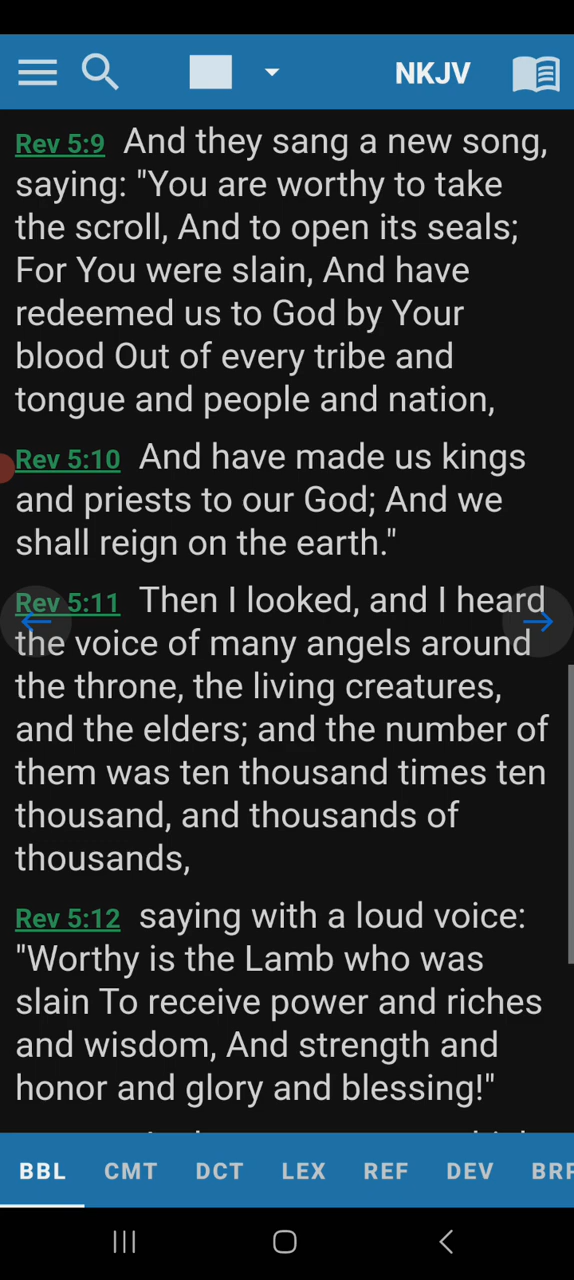 NKJV
Rev 5:9 And they sang a new song,
saying: "You are worthy to take
the scroll, And to open its seals;
For You were slain, And have
redeemed us to God by Your
blood Out of every tribe and
tongue and people and nation,
Rev 5:10 And have made us kings
and priests to our God; And we
shall reign on the earth."
Rev 5:11 Then I looked, and I heard
the voice of many angels around
the throne, the living creatures,
and the elders; and the number of
them was ten thousand times ten
thousand, and thousands of
thousands,
Rev 5:12 saying with a loud voice:
"Worthy is the Lamb who was
slain To receive power and riches
and wisdom, And strength and
honor and glory and blessing!"
BBL CMT DCT LEX REF DEV BRP